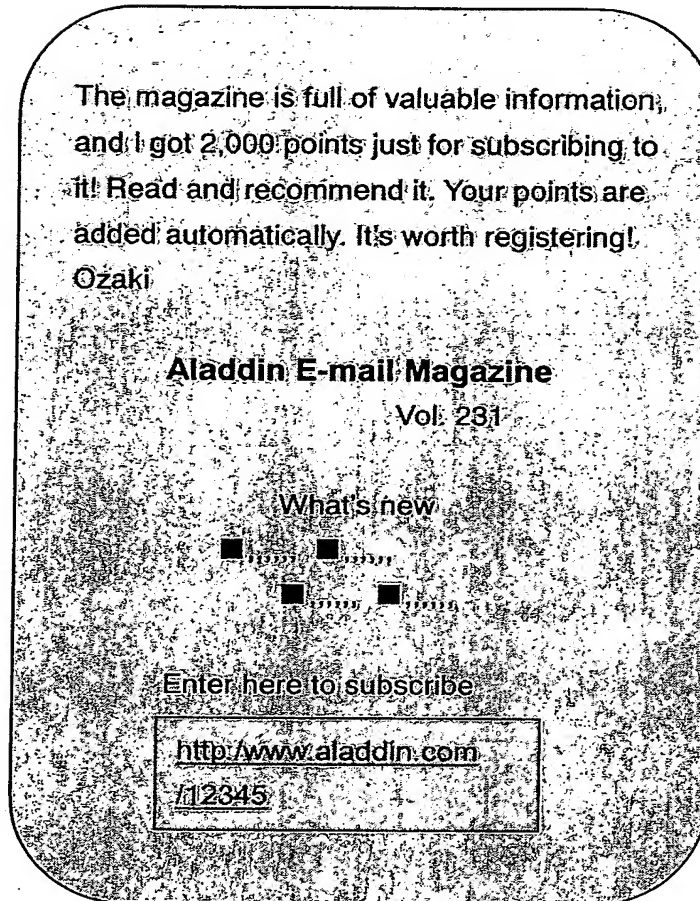 The magazine is full of valuable information,
and I got 2,000 points just for subscribing to
it! Read and recommend it. Your points are
added automatically. It's worth registering!
Ozaki
Aladdin E-mail Magazine
Vol. 231
What's new
■,,,,,, ■,,,,,,
■,,,,,, ■,,,,,,
Enter here to subscribe
http:/www.aladdin.com
/12345